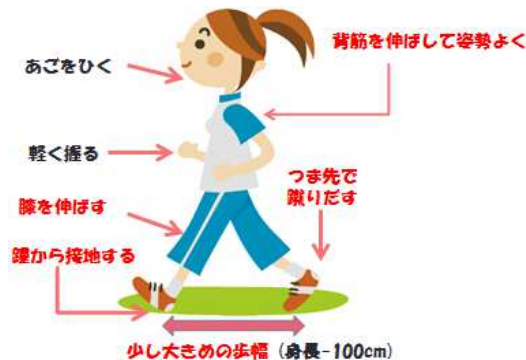 背筋を伸ばして姿勢よく
あごをひく
軽く握る
つま先で
蹴りだす
膝を伸ばす
踵から接地する
少し大きめの歩幅（身長-100cm）